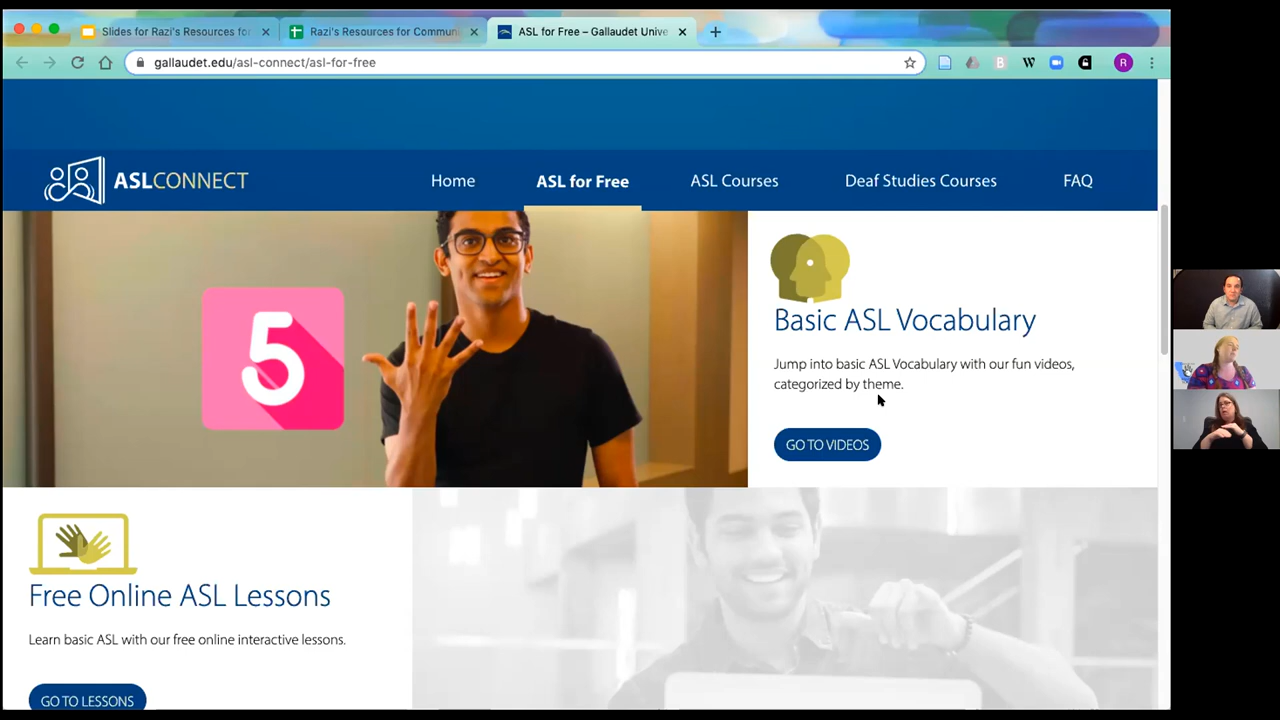 Slides for Razi's Resources for
Razi's Resources for Commun
ASL for Free – Gallaudet Unive
gallaudet.edu/asl-connect/asl-for-free
B
W
R
ASLCONNECT
Home
ASL for Free
ASL Courses
Deaf Studies Courses
FAQ
5
Basic ASL Vocabulary
Jump into basic ASL Vocabulary with our fun videos,
categorized by theme.
GO TO VIDEOS
Free Online ASL Lessons
Learn basic ASL with our free online interactive lessons.
GO TO LESSONS